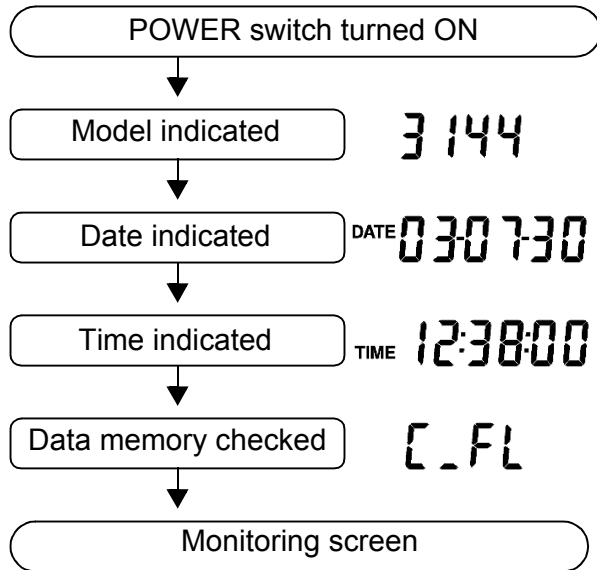 POWER switch turned ON
Model indicated 3144
Date indicated DATE 03-07-30
Time indicated TIME 12:38:00
Data memory checked C_FL
Monitoring screen